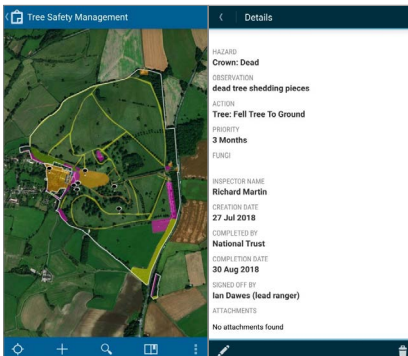 Tree Safety Management
Details
HAZARD
Crown: Dead
OBSERVATION
dead tree shedding pieces
ACTION
Tree: Fell Tree To Ground
PRIORITY
3 Months
FUNGI
INSPECTOR NAME
Richard Martin
CREATION DATE
27 Jul 2018
COMPLETED BY
National Trust
COMPLETION DATE
30 Aug 2018
SIGNED OFF BY
Ian Dawes (lead ranger)
ATTACHMENTS
No attachments found